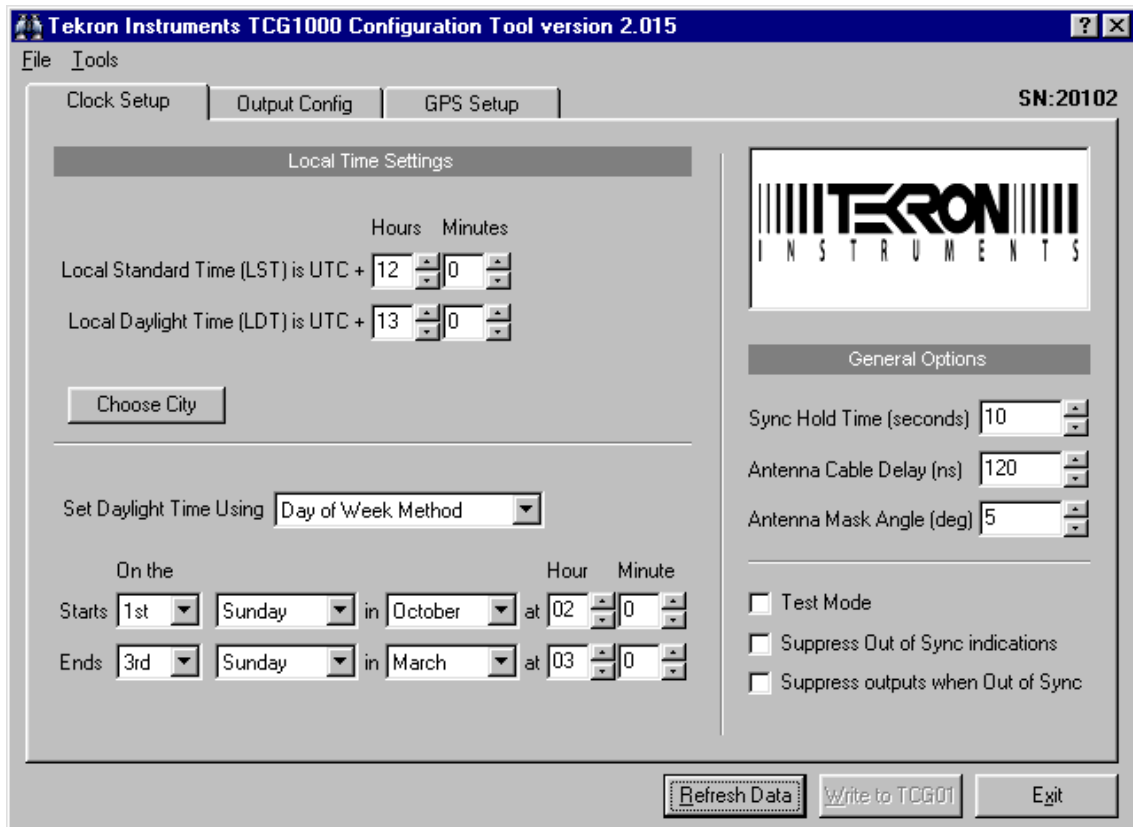 Tekron Instruments TCG1000 Configuration Tool version 2.015
File Tools
Clock Setup Output Config GPS Setup SN:20102
Local Time Settings
Hours Minutes
Local Standard Time (LST) is UTC + 12 0
Local Daylight Time (LDT) is UTC + 13 0
Choose City
Set Daylight Time Using Day of Week Method
On the Hour Minute
Starts 1st Sunday in October at 02 0
Ends 3rd Sunday in March at 03 0
TEKRON
INSTRUMENTS
General Options
Sync Hold Time (seconds) 10
Antenna Cable Delay (ns) 120
Antenna Mask Angle (deg) 5
Test Mode
Suppress Out of Sync indications
Suppress outputs when Out of Sync
Refresh Data Write to TCG01 Exit